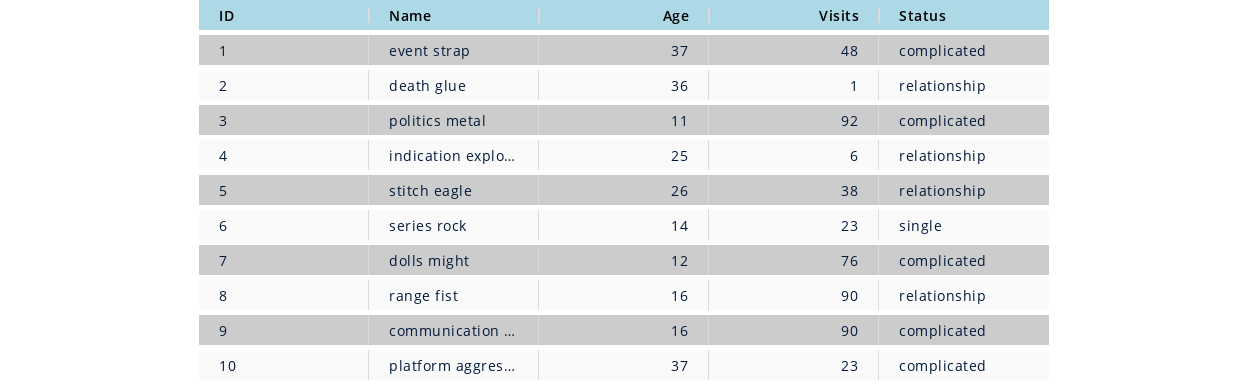 ID Name Age Visits Status
1 event strap 37 48 complicated
2 death glue 36 1 relationship
3 politics metal 11 92 complicated
4 indication explo... 25 6 relationship
5 stitch eagle 26 38 relationship
6 series rock 14 23 single
7 dolls might 12 76 complicated
8 range fist 16 90 relationship
9 communication ... 16 90 complicated
10 platform aggres... 37 23 complicated